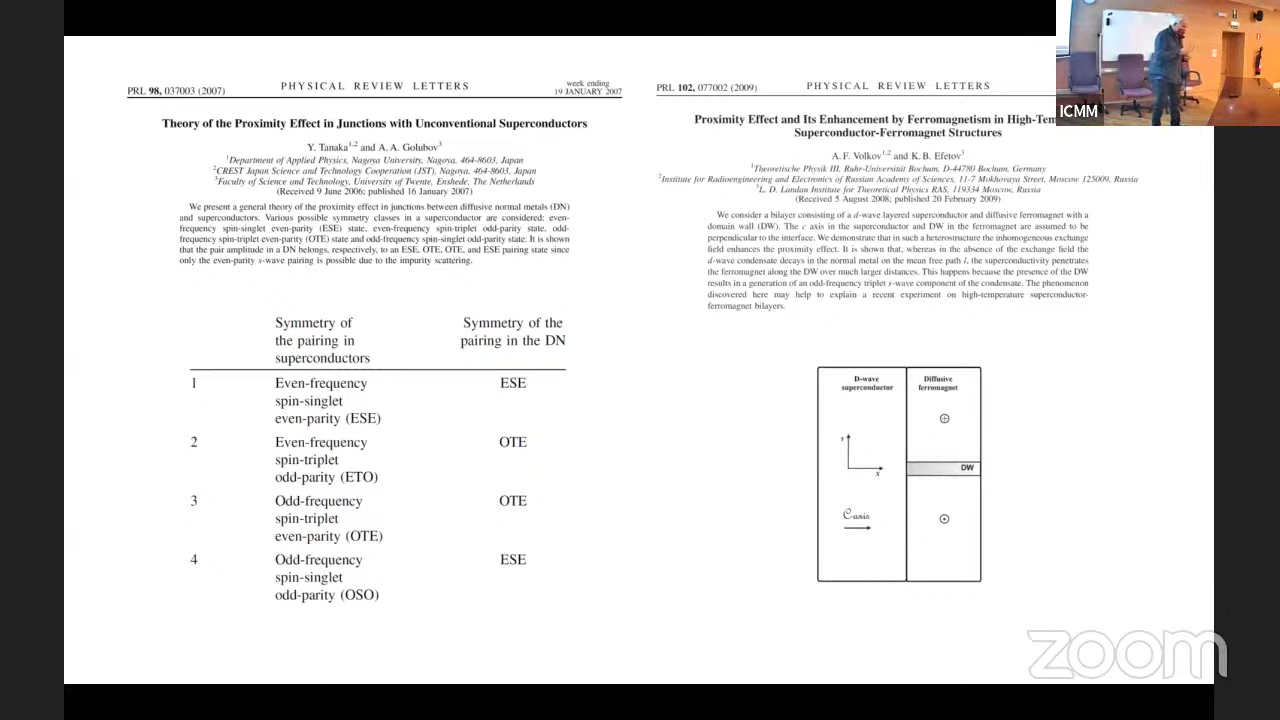 PRL 98, 037003 (2007)
PHYSICAL REVIEW LETTERS
week ending
19 JANUARY 2007
Theory of the Proximity Effect in Junctions with Unconventional Superconductors
Y. Tanaka1,2 and A. A. Golubov3
1Department of Applied Physics, Nagoya University, Nagoya, 464-8603, Japan
2CREST Japan Science and Technology Cooperation (JST), Nagoya, 464-8603, Japan
3Faculty of Science and Technology, University of Twente, Enshede, The Netherlands
(Received 9 June 2006; published 16 January 2007)
We present a general theory of the proximity effect in junctions between diffusive normal metals (DN)
and superconductors. Various possible symmetry classes in a superconductor are considered: even-
frequency spin-singlet even-parity (ESE) state, even-frequency spin-triplet odd-parity state, odd-
frequency spin-triplet even-parity (OTE) state and odd-frequency spin-singlet odd-parity state. It is shown
that the pair amplitude in a DN belongs, respectively, to an ESE, OTE, OTE, and ESE pairing state since
only the even-parity s-wave pairing is possible due to the impurity scattering.
Symmetry of
the pairing in
superconductors
Symmetry of the
pairing in the DN
1
Even-frequency
spin-singlet
even-parity (ESE)
ESE
2
Even-frequency
spin-triplet
odd-parity (ETO)
OTE
3
Odd-frequency
spin-triplet
even-parity (OTE)
OTE
4
Odd-frequency
spin-singlet
odd-parity (OSO)
ESE
PRL 102, 077002 (2009)
PHYSICAL REVIEW LETTERS
Proximity Effect and Its Enhancement by Ferromagnetism in
Superconductor-Ferromagnet Structures
A. F. Volkov1,2 and K. B. Efetov3
1Theoretische Physik III, Ruhr-Universität Bochum, D-44780 Bochum, Germany
2Institute for Radioengineering and Electronics of Russian Academy of Sciences, 11-7 Mokhovaya Street, Moscow 125009, Russia
3L. D. Landau Institute for Theoretical Physics RAS, 119334 Moscow, Russia
(Received 5 August 2008; published 20 February 2009)
We consider a bilayer consisting of a d-wave layered superconductor and diffusive ferromagnet with a
domain wall (DW). The c axis in the superconductor and DW in the ferromagnet are assumed to be
perpendicular to the interface. We demonstrate that in such a heterostructure the inhomogeneous exchange
field enhances the proximity effect. It is shown that, whereas in the absence of the exchange field the
d-wave condensate decays in the normal metal on the mean free path l, the superconductivity penetrates
the ferromagnet along the DW over much larger distances. This happens because the presence of the DW
results in a generation of an odd-frequency triplet s-wave component of the condensate. The phenomenon
discovered here may help to explain a recent experiment on high-temperature superconductor-
ferromagnet bilayers.
D-wave
superconductor
Diffusive
ferromagnet
DW
x
C-axis
ICMM
zoom